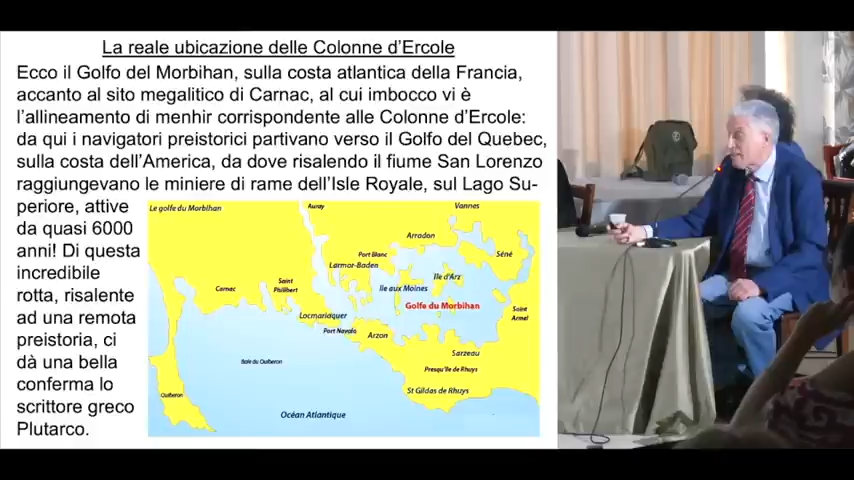 La reale ubicazione delle Colonne d'Ercole
Ecco il Golfo del Morbihan, sulla costa atlantica della Francia,
accanto al sito megalitico di Carnac, al cui imbocco vi è
l'allineamento di menhir corrispondente alle Colonne d'Ercole:
da qui i navigatori preistorici partivano verso il Golfo del Quebec,
sulla costa dell'America, da dove risalendo il fiume San Lorenzo
raggiungevano le miniere di rame dell'Isle Royale, sul Lago Su-
periore, attive
da quasi 6000
anni! Di questa
incredibile
rotta, risalente
ad una remota
preistoria, ci
dà una bella
conferma lo
scrittore greco
Plutarco.
Le golfe du Morbihan
Auray
Vannes
Arradon
Port Blanc
Séné
Larmor-Baden
Ile d'Arz
Carnac
Saint
Philibert
Ile aux Moines
Golfe du Morbihan
Locmariaquer
Saint
Armel
Port Navalo
Arzon
Sarzeau
Baie du Quiberon
Presqu'île de Rhuys
St Gildas de Rhuys
Quiberon
Océan Atlantique